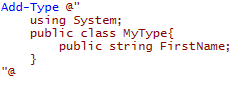 Add-Type @"
    using System;
    public class MyType{
        public string FirstName;
    }
"@